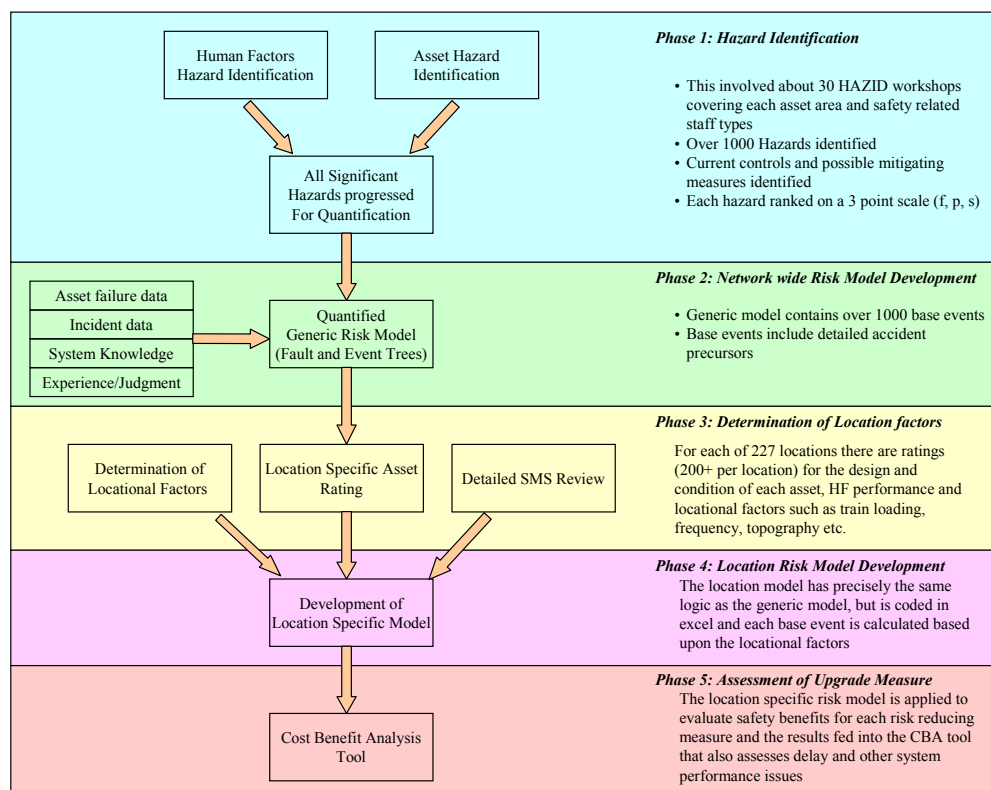 Phase 1: Hazard Identification
Human Factors
Hazard Identification
Asset Hazard
Identification
• This involved about 30 HAZID workshops
covering each asset area and safety related
staff types
• Over 1000 Hazards identified
• Current controls and possible mitigating
measures identified
• Each hazard ranked on a 3 point scale (f, p, s)
All Significant
Hazards progressed
For Quantification
Phase 2: Network wide Risk Model Development
Asset failure data
Incident data
System Knowledge
Experience/Judgment
Quantified
Generic Risk Model
(Fault and Event Trees)
• Generic model contains over 1000 base events
• Base events include detailed accident
precursors
Phase 3: Determination of Location factors
Determination of
Locational Factors
Location Specific Asset
Rating
Detailed SMS Review
For each of 227 locations there are ratings
(200+ per location) for the design and
condition of each asset, HF performance and
locational factors such as train loading,
frequency, topography etc.
Phase 4: Location Risk Model Development
Development of
Location Specific Model
The location model has precisely the same
logic as the generic model, but is coded in
excel and each base event is calculated based
upon the locational factors
Phase 5: Assessment of Upgrade Measure
Cost Benefit Analysis
Tool
The location specific risk model is applied to
evaluate safety benefits for each risk reducing
measure and the results fed into the CBA tool
that also assesses delay and other system
performance issues